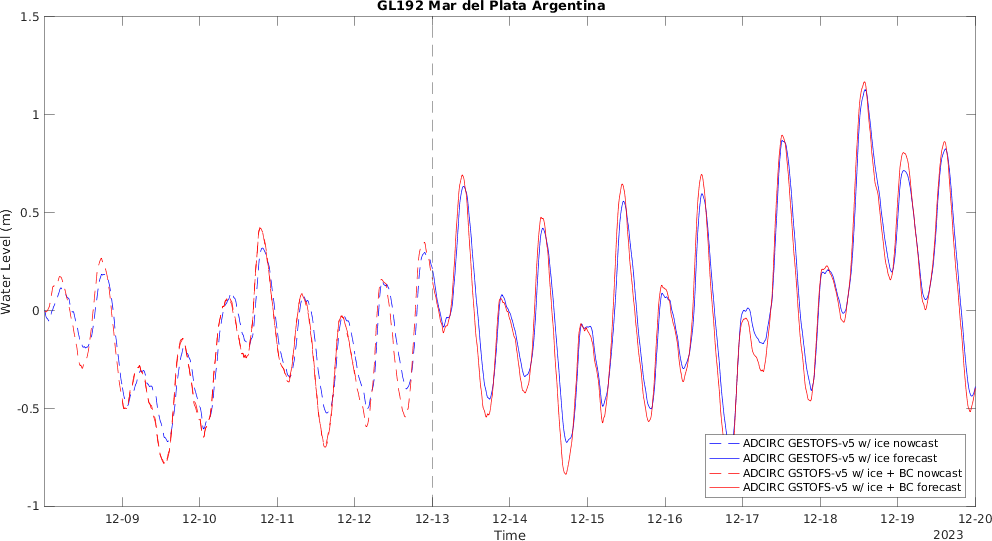 GL192 Mar del Plata Argentina
1.5
1
0.5
0
-0.5
-1
Water Level (m)
12-09
12-10
12-11
12-12
12-13
12-14
12-15
12-16
12-17
12-18
12-19
12-20
Time
2023
ADCIRC GESTOFS-v5 w/ ice nowcast
ADCIRC GESTOFS-v5 w/ ice forecast
ADCIRC GSTOFS-v5 w/ ice + BC nowcast
ADCIRC GSTOFS-v5 w/ ice + BC forecast